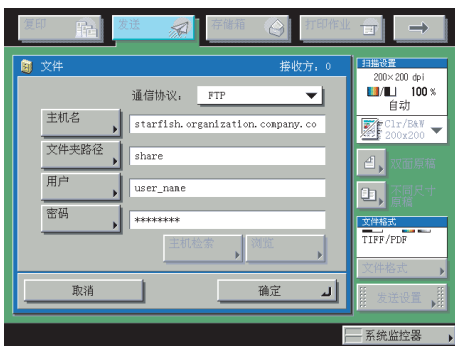 复印
发送
存储箱
打印作业
文件
接收方: 0
通信协议: FTP
主机名
starfish.organization.company.co
文件夹路径
share
用户
user_name
密码
********
主机检索
浏览
取消
确定
扫描设置
200×200 dpi
100 %
自动
Clr/B&W
200x200
双面原稿
不同尺寸
原稿
文件格式
TIFF/PDF
文件格式
发送设置
系统监控器